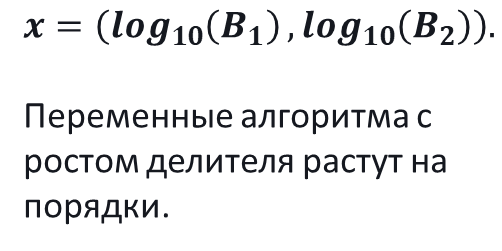 x = (log₁₀(B₁), log₁₀(B₂)).
Переменные алгоритма с
ростом делителя растут на
порядки.